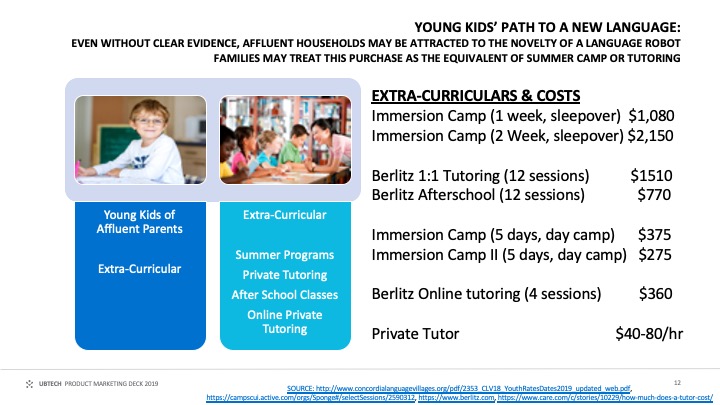 YOUNG KIDS' PATH TO A NEW LANGUAGE:
EVEN WITHOUT CLEAR EVIDENCE, AFFLUENT HOUSEHOLDS MAY BE ATTRACTED TO THE NOVELTY OF A LANGUAGE ROBOT
FAMILIES MAY TREAT THIS PURCHASE AS THE EQUIVALENT OF SUMMER CAMP OR TUTORING
Young Kids of
Affluent Parents
Extra-Curricular
Extra-Curricular
Summer Programs
Private Tutoring
After School Classes
Online Private
Tutoring
EXTRA-CURRICULARS & COSTS
Immersion Camp (1 week, sleepover) $1,080
Immersion Camp (2 Week, sleepover) $2,150
Berlitz 1:1 Tutoring (12 sessions) $1510
Berlitz Afterschool (12 sessions) $770
Immersion Camp (5 days, day camp) $375
Immersion Camp II (5 days, day camp) $275
Berlitz Online tutoring (4 sessions) $360
Private Tutor $40-80/hr
UBTECH PRODUCT MARKETING DECK 2019
12
SOURCE: http://www.concordialanguagevillages.org/pdf/2353_CLV18_YouthRatesDates2019_updated_web.pdf,
https://campscui.active.com/orgs/Sponge#/selectSessions/2590312, https://www.berlitz.com, https://www.care.com/c/stories/10229/how-much-does-a-tutor-cost/